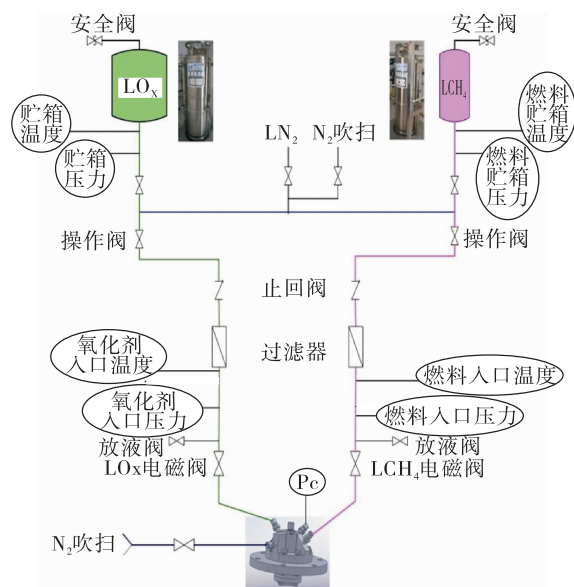 安全阀
安全阀
LOX
LCH4
贮箱
温度
燃料
贮箱
温度
贮箱
压力
LN2
N2吹扫
燃料
贮箱
压力
操作阀
操作阀
止回阀
过滤器
氧化剂
入口温度
燃料入口温度
氧化剂
入口压力
燃料入口压力
放液阀
放液阀
LOx电磁阀
LCH4电磁阀
Pc
N2吹扫